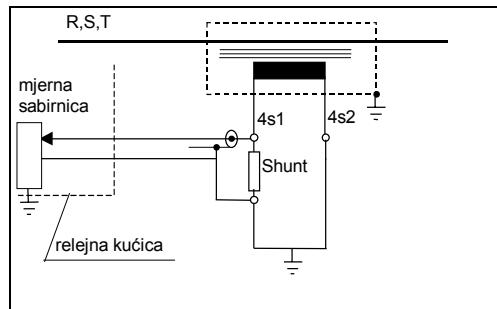 R,S,T
mjerna
sabirnica
4s1
4s2
Shunt
relejna kućica